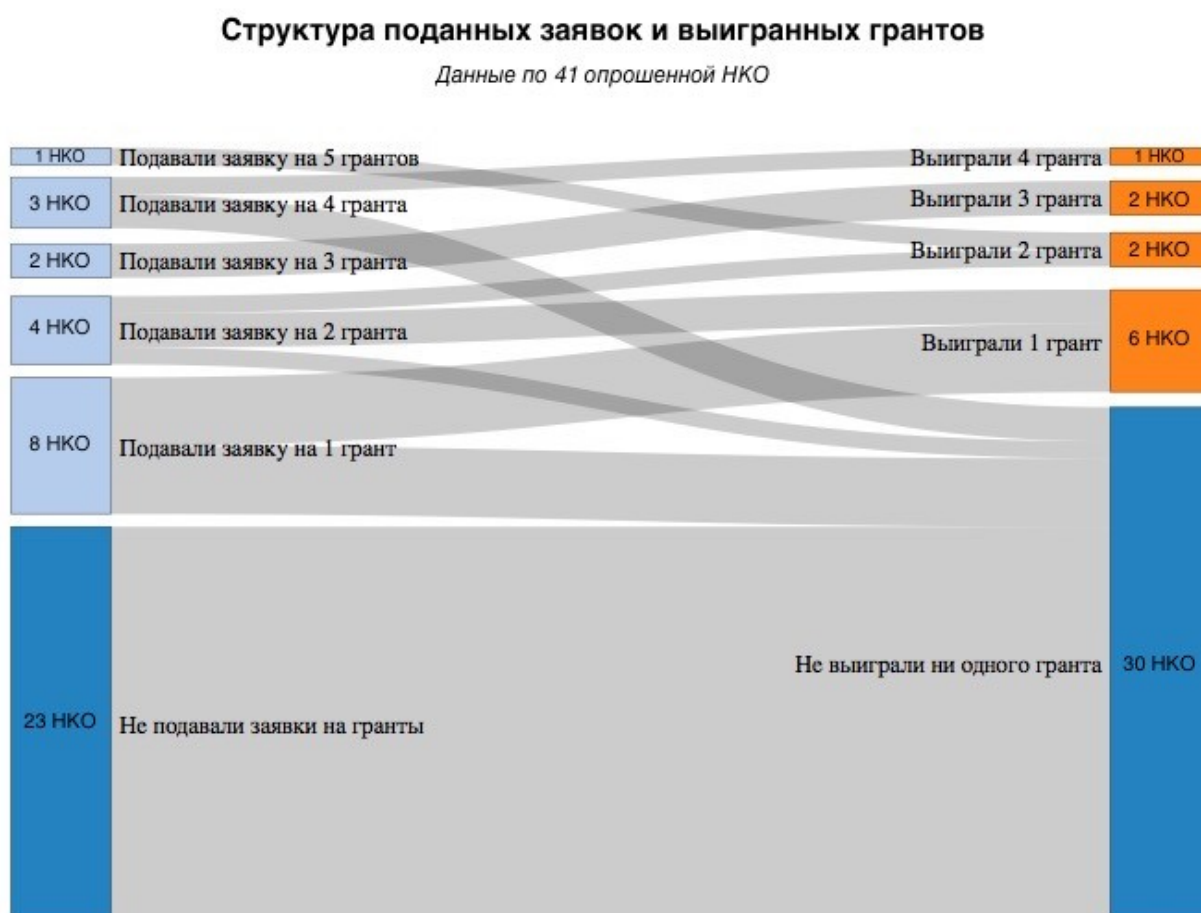 Структура поданных заявок и выигранных грантов
Данные по 41 опрошенной НКО
1 НКО Подавали заявку на 5 грантов Выиграли 4 гранта 1 НКО
3 НКО Подавали заявку на 4 гранта Выиграли 3 гранта 2 НКО
2 НКО Подавали заявку на 3 гранта Выиграли 2 гранта 2 НКО
4 НКО Подавали заявку на 2 гранта Выиграли 1 грант 6 НКО
8 НКО Подавали заявку на 1 грант
Не выиграли ни одного гранта 30 НКО
23 НКО Не подавали заявки на гранты